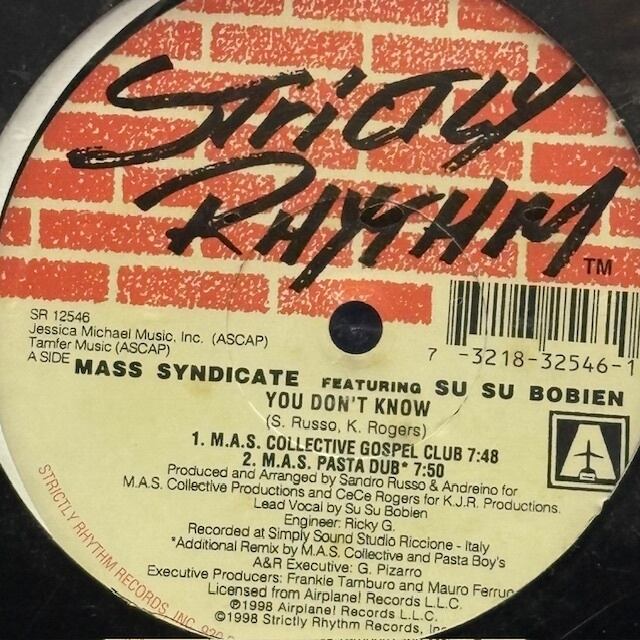 Strictly
Rhythm
TM
SR 12546
Jessica Michael Music, Inc. (ASCAP)
Tamfer Music (ASCAP)
7 -3218-32546-1
A SIDE MASS SYNDICATE FEATURING SU SU BOBIEN
YOU DON'T KNOW
(S. Russo, K. Rogers)
1. M.A.S. COLLECTIVE GOSPEL CLUB 7:48
2. M.A.S. PASTA DUB* 7:50
A
Produced and Arranged by Sandro Russo & Andreino for
M.A.S. Collective Productions and CeCe Rogers for K.J.R. Productions.
Lead Vocal by Su Su Bobien
Engineer: Ricky G.
Recorded at Simply Sound Studio Riccione - Italy
*Additional Remix by M.A.S. Collective and Pasta Boy's
A&R Executive: G. Pizarro
Executive Producers: Frankie Tamburo and Mauro Ferruc
Licensed from Airplane! Records L.L.C.
℗1998 Airplane! Records L.L.C.
©1998 Strictly Rhythm Records, Inc.
STRICTLY RHYTHM RECORDS, INC. 920